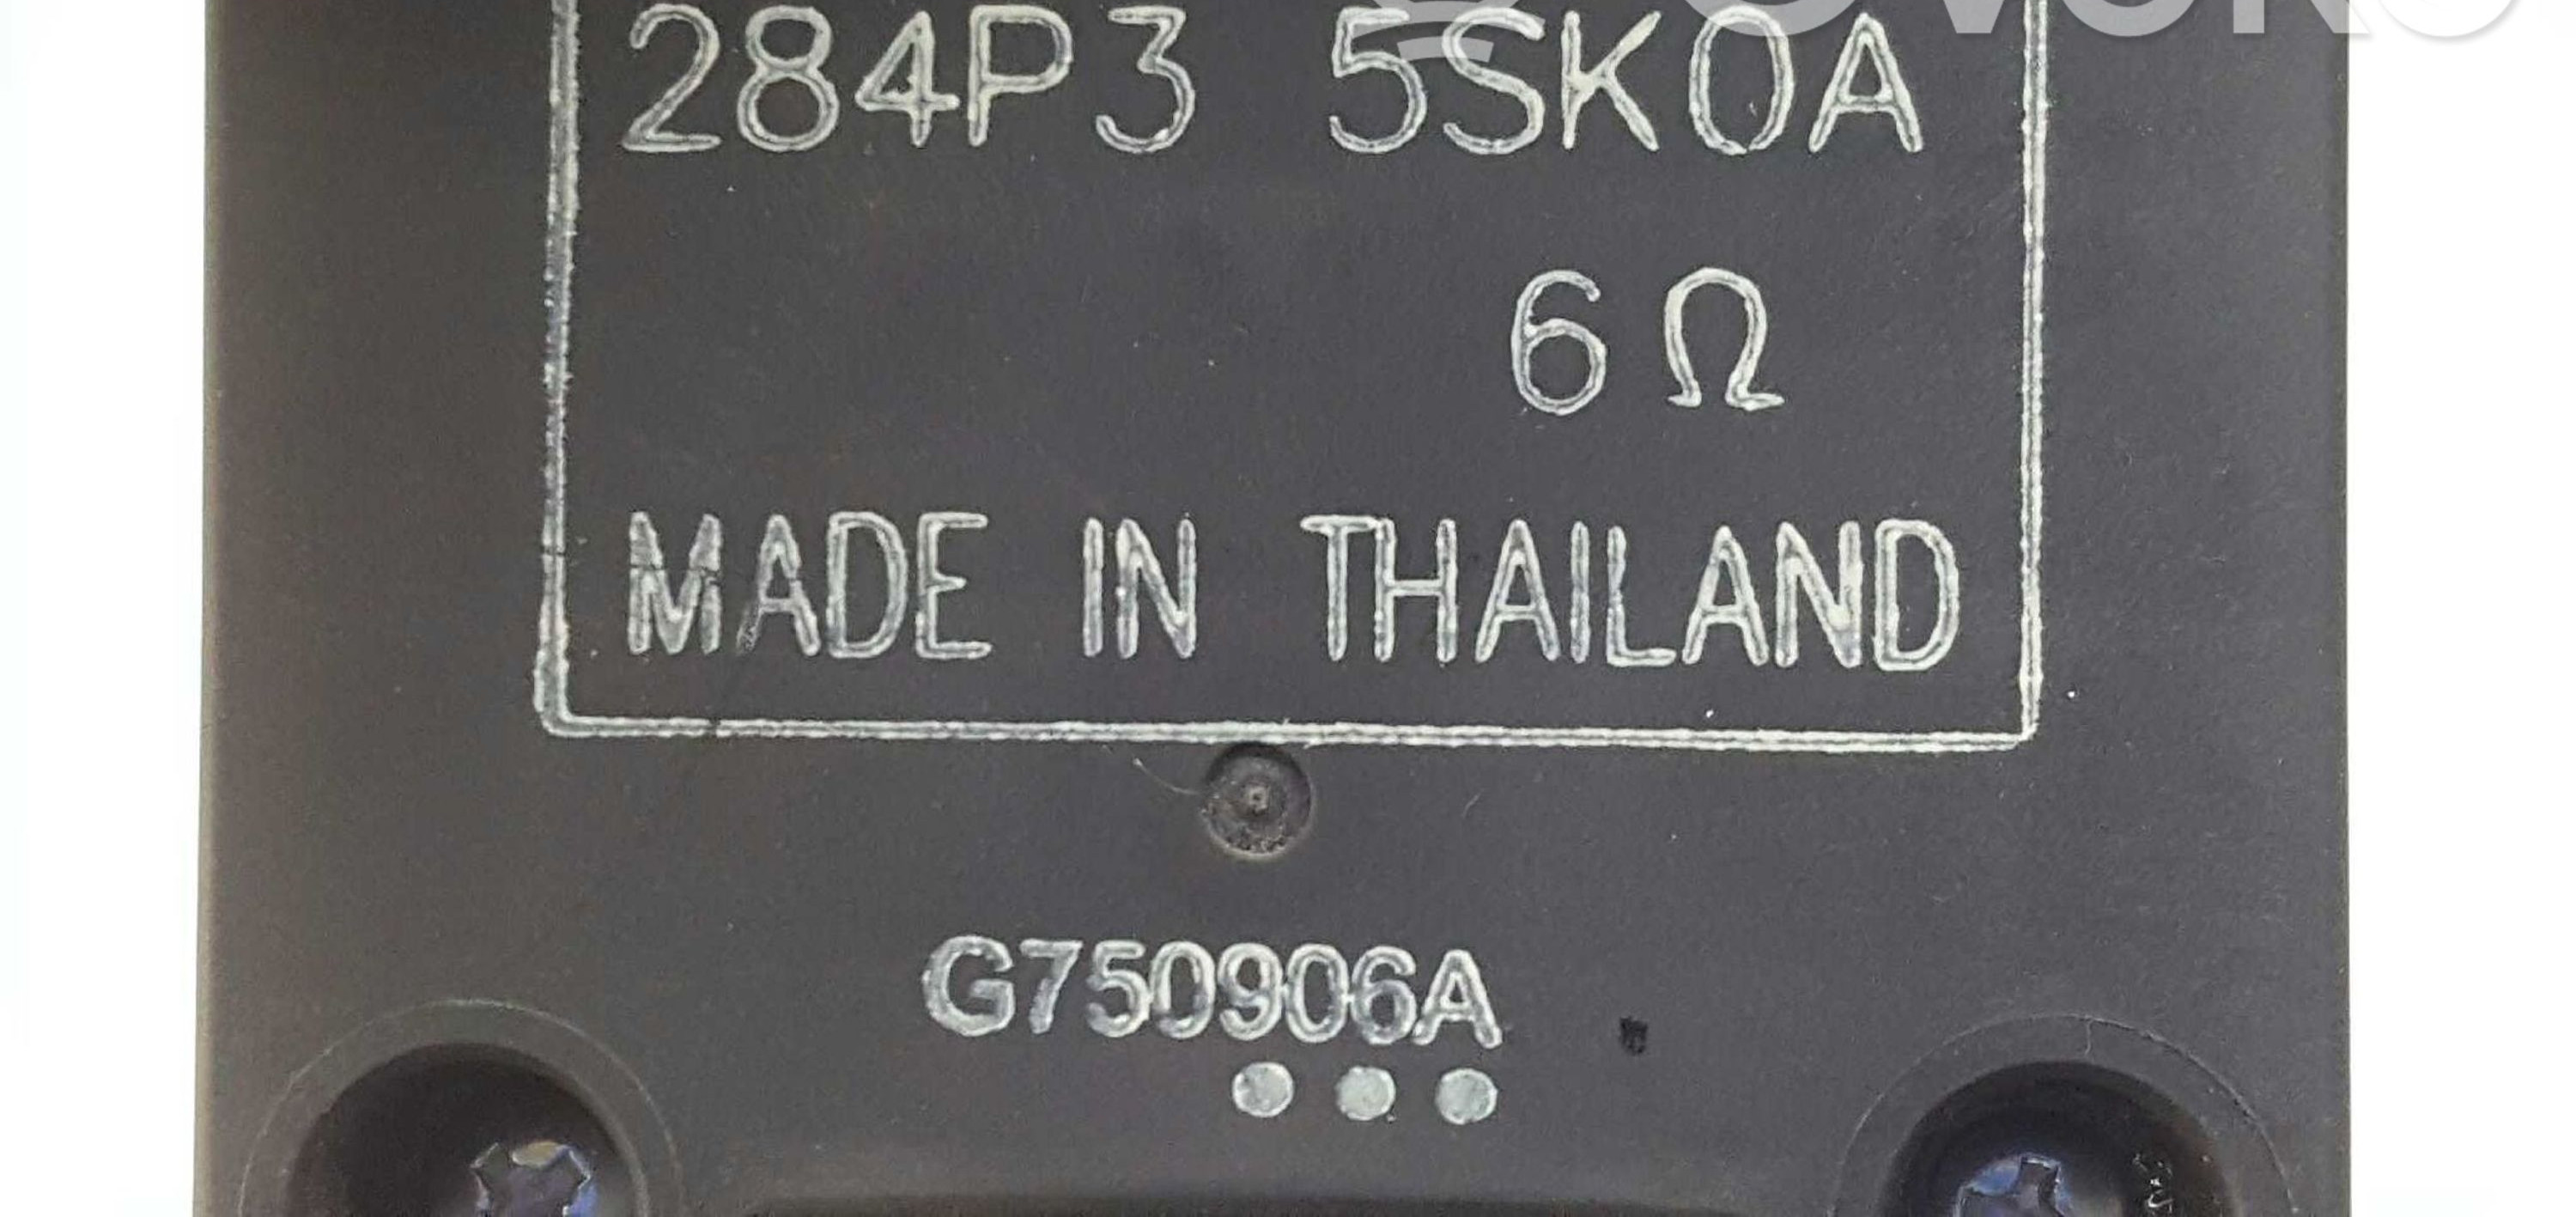 284P3 5SK0A
6Ω
MADE IN THAILAND
G750906A